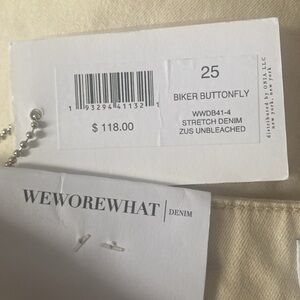 1 93294 41132 1
$ 118.00
25
BIKER BUTTONFLY
WWDB41-4
STRETCH DENIM
ZUS UNBLEACHED
distributed by ONIA LLC
new york, new york
WEWOREWHAT | DENIM